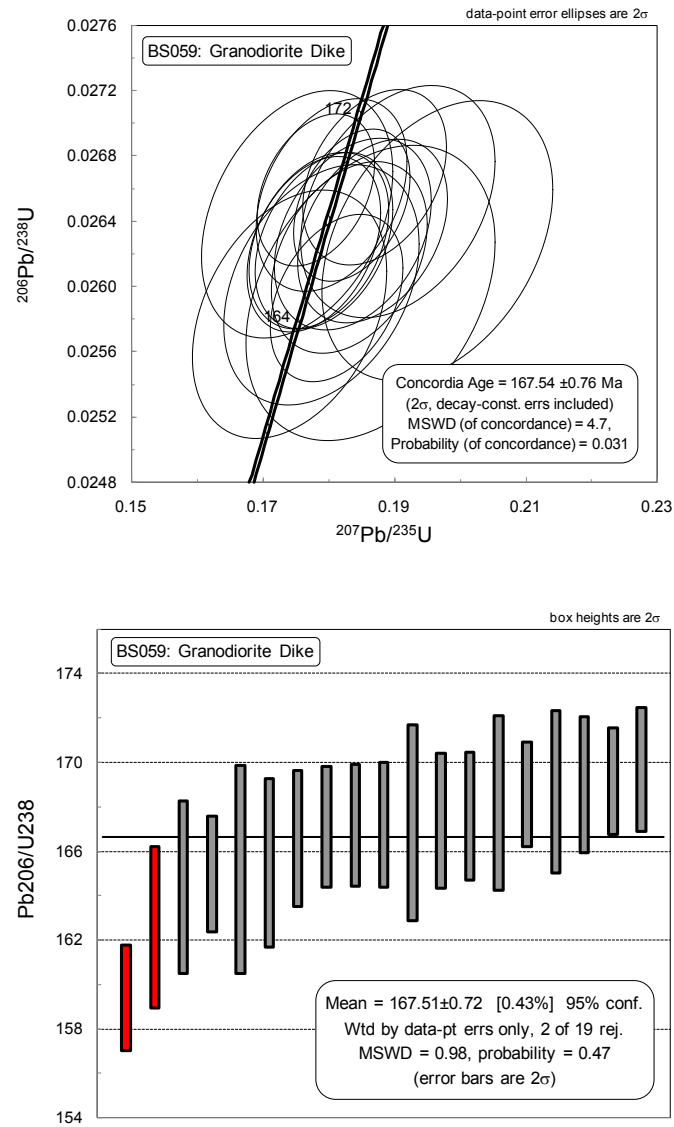 data-point error ellipses are 2σ
0.0276
BS059: Granodiorite Dike
0.0272
172
0.0268
0.0264
206Pb/238U
0.0260
164
0.0256
Concordia Age = 167.54 ±0.76 Ma
(2σ, decay-const. errs included)
MSWD (of concordance) = 4.7,
Probability (of concordance) = 0.031
0.0252
0.0248
0.15 0.17 0.19 0.21 0.23
207Pb/235U
box heights are 2σ
BS059: Granodiorite Dike
174
170
Pb206/U238
166
162
Mean = 167.51±0.72 [0.43%] 95% conf.
Wtd by data-pt errs only, 2 of 19 rej.
MSWD = 0.98, probability = 0.47
(error bars are 2σ)
158
154